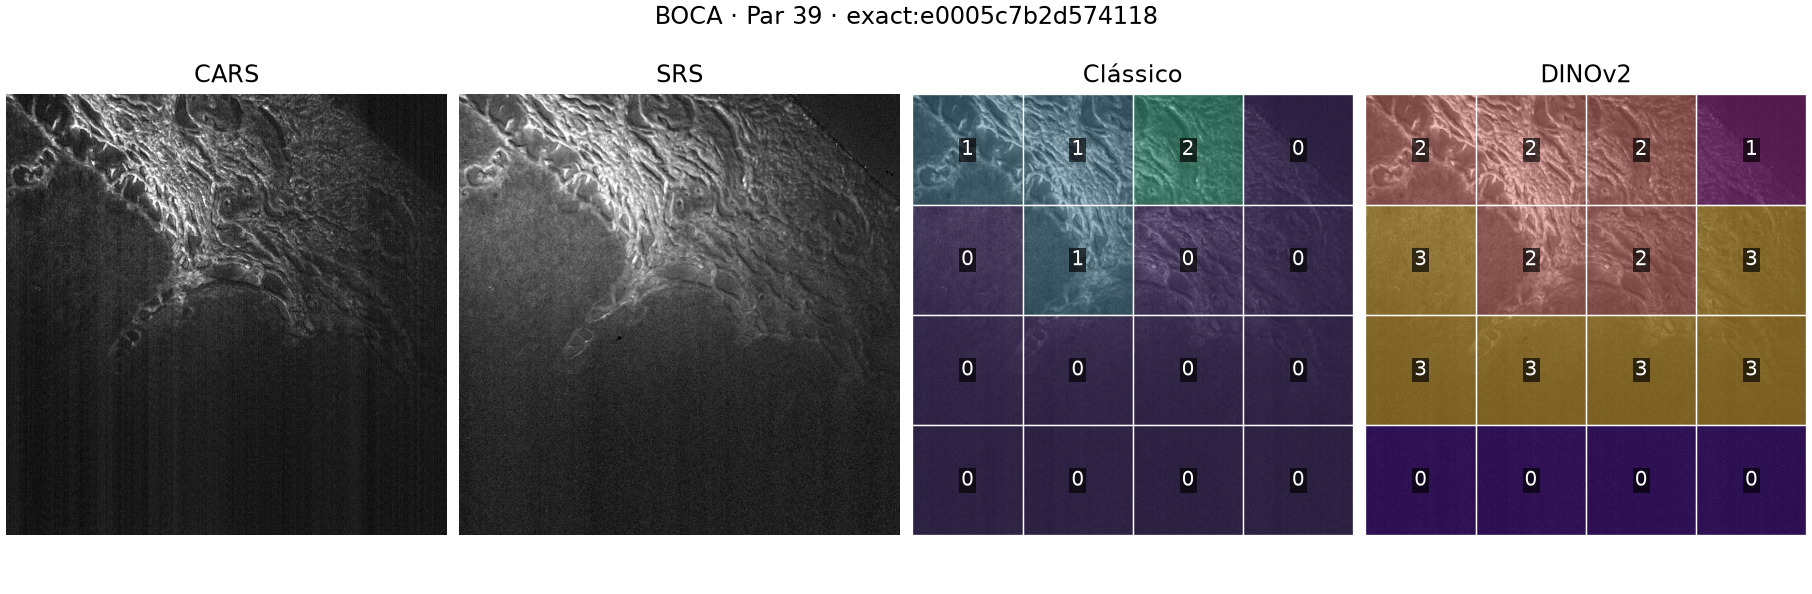 BOCA · Par 39 · exact:e0005c7b2d574118
CARS SRS Clássico DINOv2
1 1 2 0 2 2 2 1
0 1 0 0 3 2 2 3
0 0 0 0 3 3 3 3
0 0 0 0 0 0 0 0